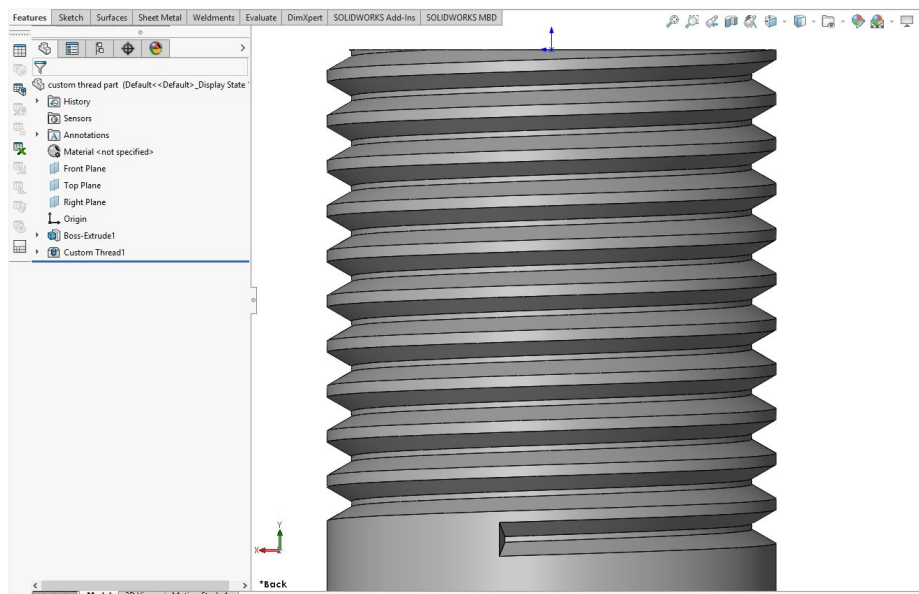 Features Sketch Surfaces Sheet Metal Weldments Evaluate DimXpert SOLIDWORKS Add-Ins SOLIDWORKS MBD
custom thread part (Default<<Default>_Display State
History
Sensors
A Annotations
Material <not specified>
Front Plane
Top Plane
Right Plane
Origin
Boss-Extrude1
Custom Thread1
Y
X
*Back